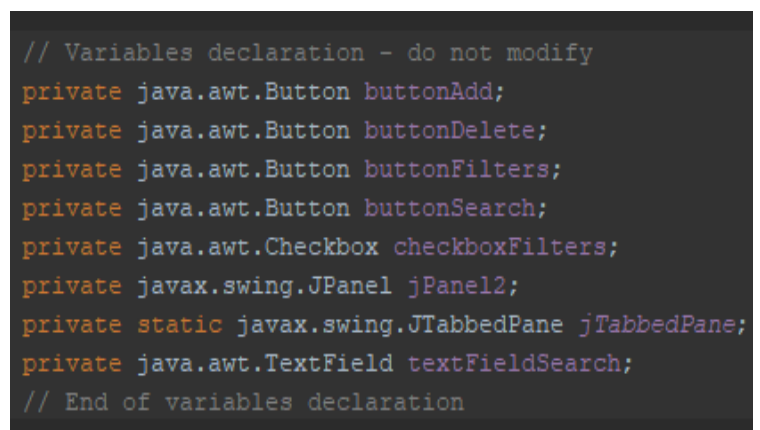 // Variables declaration - do not modify
private java.awt.Button buttonAdd;
private java.awt.Button buttonDelete;
private java.awt.Button buttonFilters;
private java.awt.Button buttonSearch;
private java.awt.Checkbox checkboxFilters;
private javax.swing.JPanel jPanel2;
private static javax.swing.JTabbedPane jTabbedPane;
private java.awt.TextField textFieldSearch;
// End of variables declaration